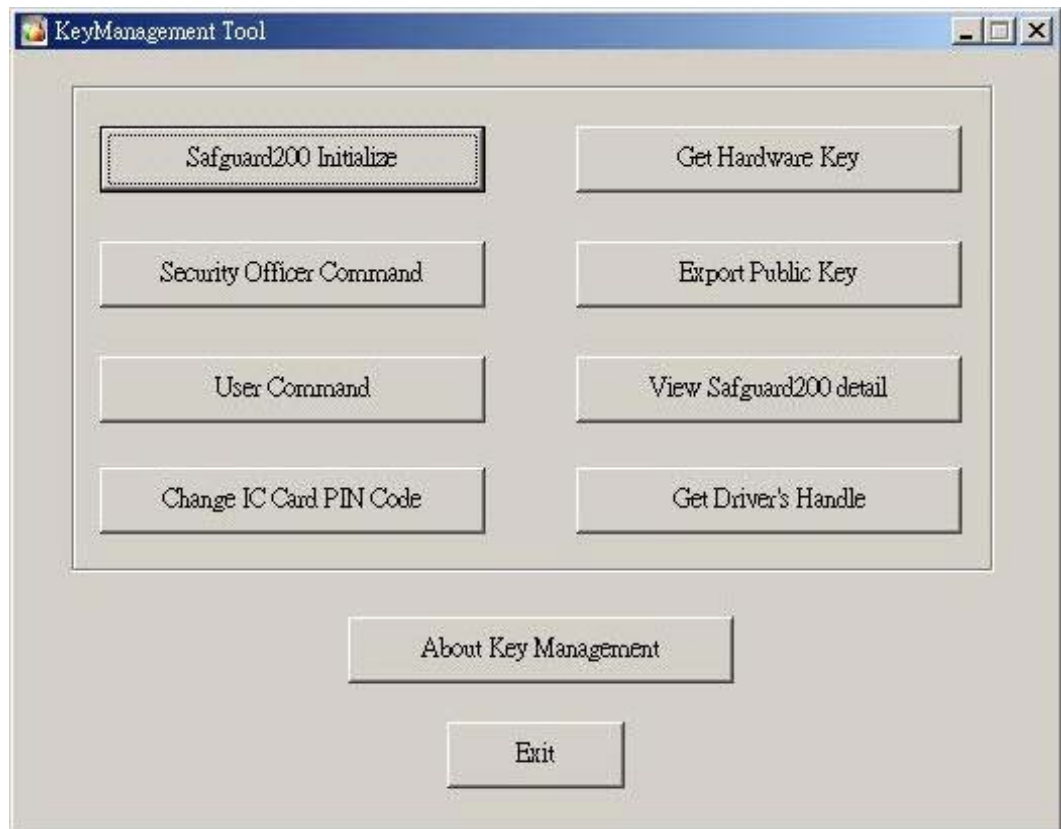 KeyManagement Tool
Safguard200 Initialize
Get Hardware Key
Security Officer Command
Export Public Key
User Command
View Safguard200 detail
Change IC Card PIN Code
Get Driver's Handle
About Key Management
Exit